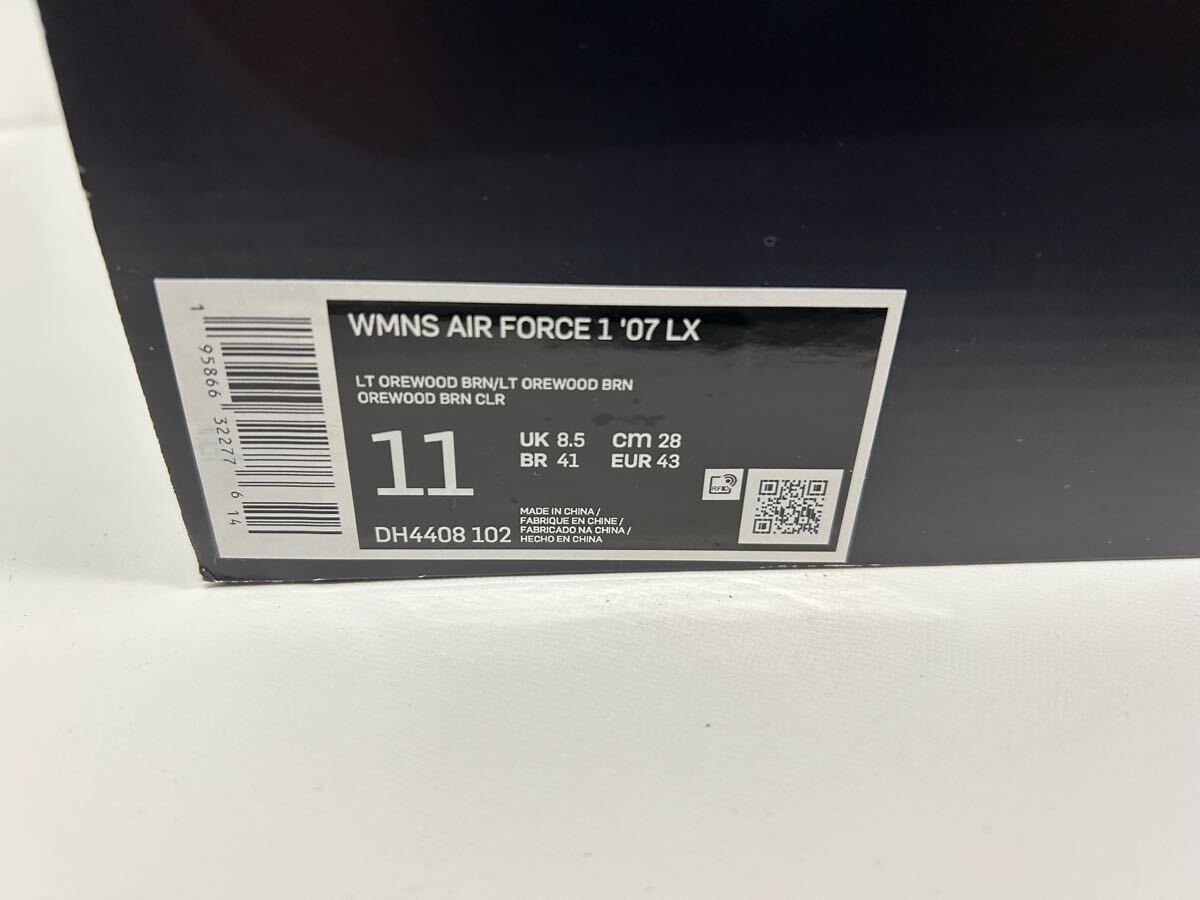 WMNS AIR FORCE 1 '07 LX
LT OREWOOD BRN/LT OREWOOD BRN
OREWOOD BRN CLR
11
UK 8.5 cm 28
BR 41 EUR 43
DH4408 102
MADE IN CHINA /
FABRIQUE EN CHINE /
FABRICADO NA CHINA /
HECHO EN CHINA
RFID
1 95866 32277 6 14